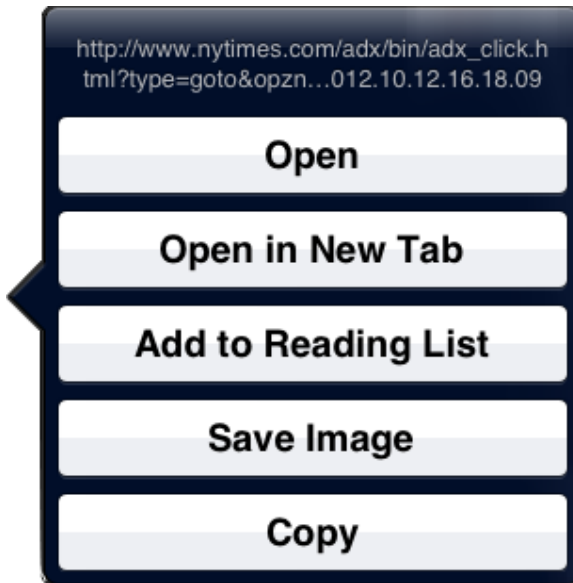 http://www.nytimes.com/adx/bin/adx_click.h
tml?type=goto&opzn…012.10.12.16.18.09
Open
Open in New Tab
Add to Reading List
Save Image
Copy